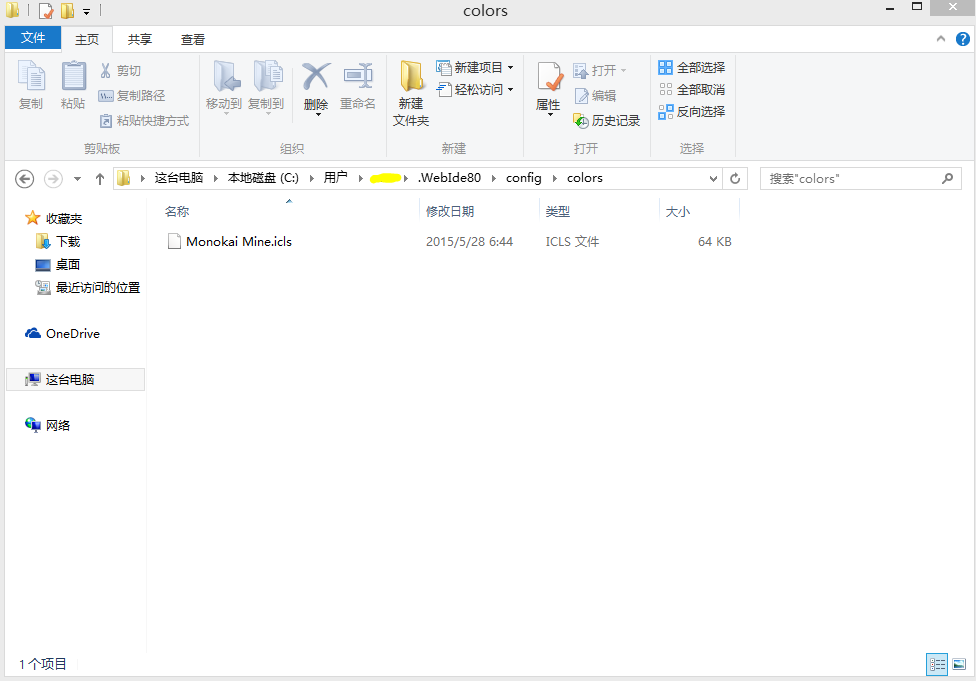 colors
文件 主页 共享 查看
复制 粘贴 剪切 移动到 复制到 删除 重命名 新建文件夹 新建项目 属性 打开 全部选择
复制路径 轻松访问 编辑 全部取消
粘贴快捷方式 历史记录 反向选择
剪贴板 组织 新建 打开 选择
这台电脑 本地磁盘 (C:) 用户 .WebIde80 config colors 搜索"colors"
名称 修改日期 类型 大小
Monokai Mine.icls 2015/5/28 6:44 ICLS 文件 64 KB
收藏夹
下载
桌面
最近访问的位置
OneDrive
这台电脑
网络
1 个项目